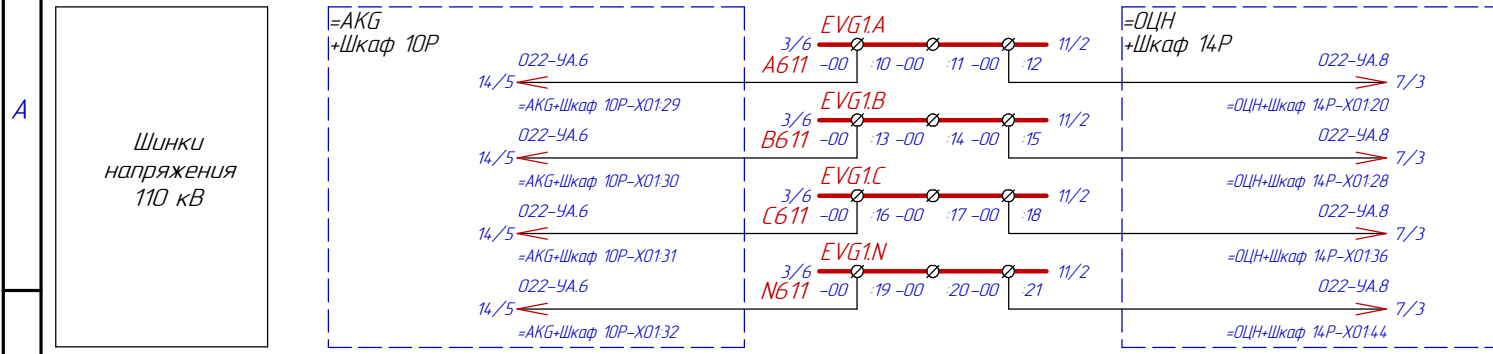 А
Шинки
напряжения
110 кВ
=AKG
+Шкаф 10Р
=ОЦН
+Шкаф 14Р
EVG1.A
3/6
11/2
A611 -00 :10 -00 :11 -00 :12
022-УА.6
14/5
=AKG+Шкаф 10Р-X01:29
022-УА.8
7/3
=ОЦН+Шкаф 14Р-X01:20
EVG1.B
3/6
11/2
B611 -00 :13 -00 :14 -00 :15
022-УА.6
14/5
=AKG+Шкаф 10Р-X01:30
022-УА.8
7/3
=ОЦН+Шкаф 14Р-X01:28
EVG1.C
3/6
11/2
C611 -00 :16 -00 :17 -00 :18
022-УА.6
14/5
=AKG+Шкаф 10Р-X01:31
022-УА.8
7/3
=ОЦН+Шкаф 14Р-X01:36
EVG1.N
3/6
11/2
N611 -00 :19 -00 :20 -00 :21
022-УА.6
14/5
=AKG+Шкаф 10Р-X01:32
022-УА.8
7/3
=ОЦН+Шкаф 14Р-X01:44